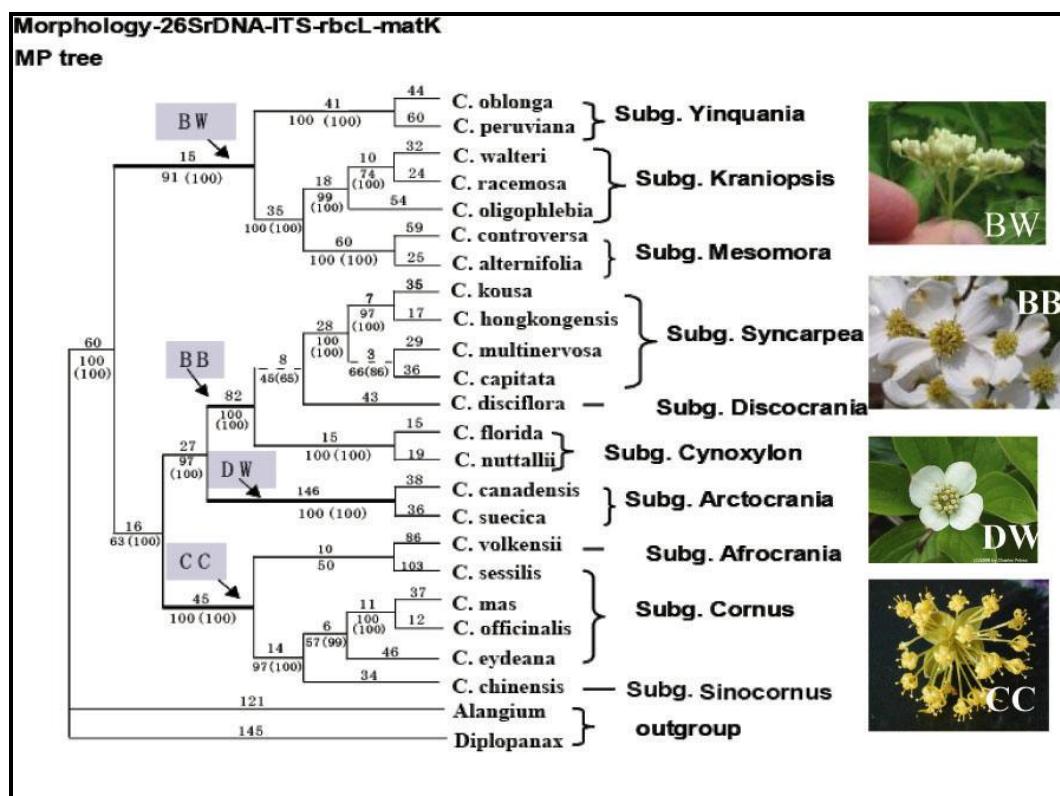 Morphology-26SrDNA-ITS-rbcL-matK
MP tree
BW
15
91 (100)
41
100 (100)
44
C. oblonga
60
C. peruviana
Subg. Yinquania
35
100 (100)
18
99
(100)
10
74
(100)
32
C. walteri
24
C. racemosa
54
C. oligophlebia
Subg. Kraniopsis
60
100 (100)
59
C. controversa
25
C. alternifolia
Subg. Mesomora
60
100
(100)
BB
82
100
(100)
8
45(65)
28
100
(100)
7
97
(100)
35
C. kousa
17
C. hongkongensis
3
66(86)
29
C. multinervosa
36
C. capitata
Subg. Syncarpea
43
C. disciflora
Subg. Discocrania
15
100 (100)
15
C. florida
19
C. nuttallii
Subg. Cynoxylon
27
97
(100)
DW
146
100 (100)
38
C. canadensis
36
C. suecica
Subg. Arctocrania
16
63 (100)
CC
45
100 (100)
10
50
86
C. volkensii
Subg. Afrocrania
103
C. sessilis
14
97(100)
6
57(99)
11
100
(100)
37
C. mas
12
C. officinalis
46
C. eydeana
Subg. Cornus
34
C. chinensis
Subg. Sinocornus
121
Alangium
145
Diplopanax
outgroup
BW
BB
DW
CC